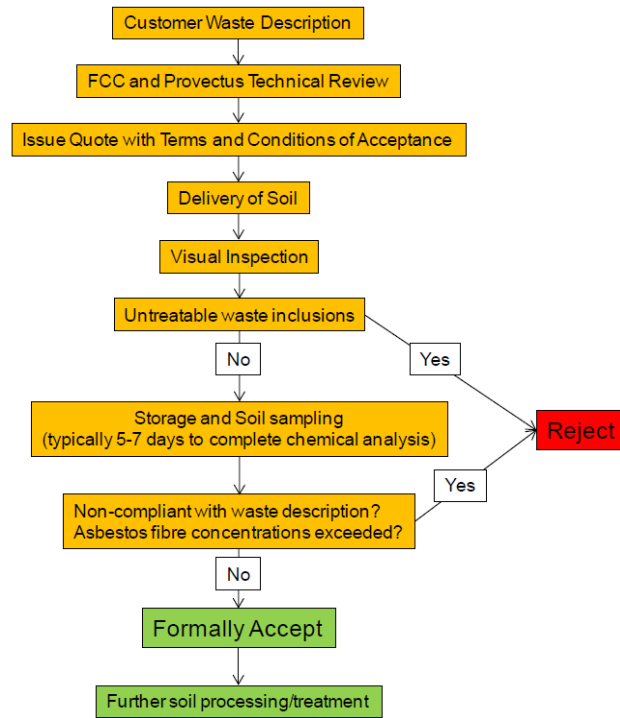 Customer Waste Description
FCC and Provectus Technical Review
Issue Quote with Terms and Conditions of Acceptance
Delivery of Soil
Visual Inspection
Untreatable waste inclusions
No
Yes
Storage and Soil sampling
(typically 5-7 days to complete chemical analysis)
Reject
Yes
Non-compliant with waste description?
Asbestos fibre concentrations exceeded?
No
Formally Accept
Further soil processing/treatment